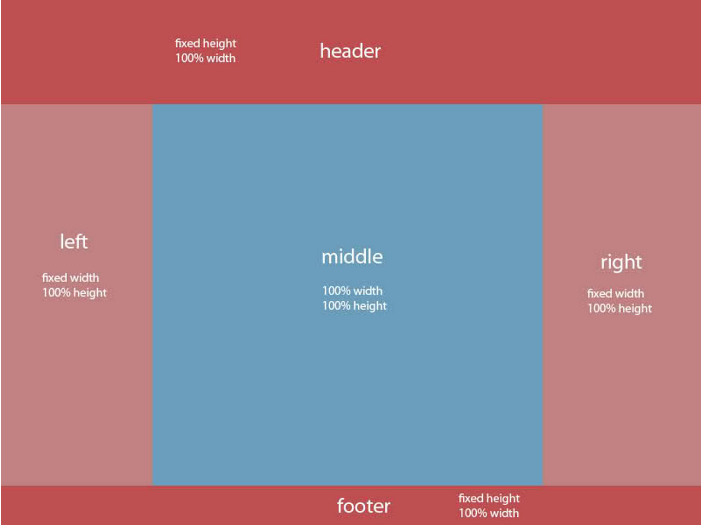 fixed height
100% width
header
left
fixed width
100% height
middle
100% width
100% height
right
fixed width
100% height
footer
fixed height
100% width